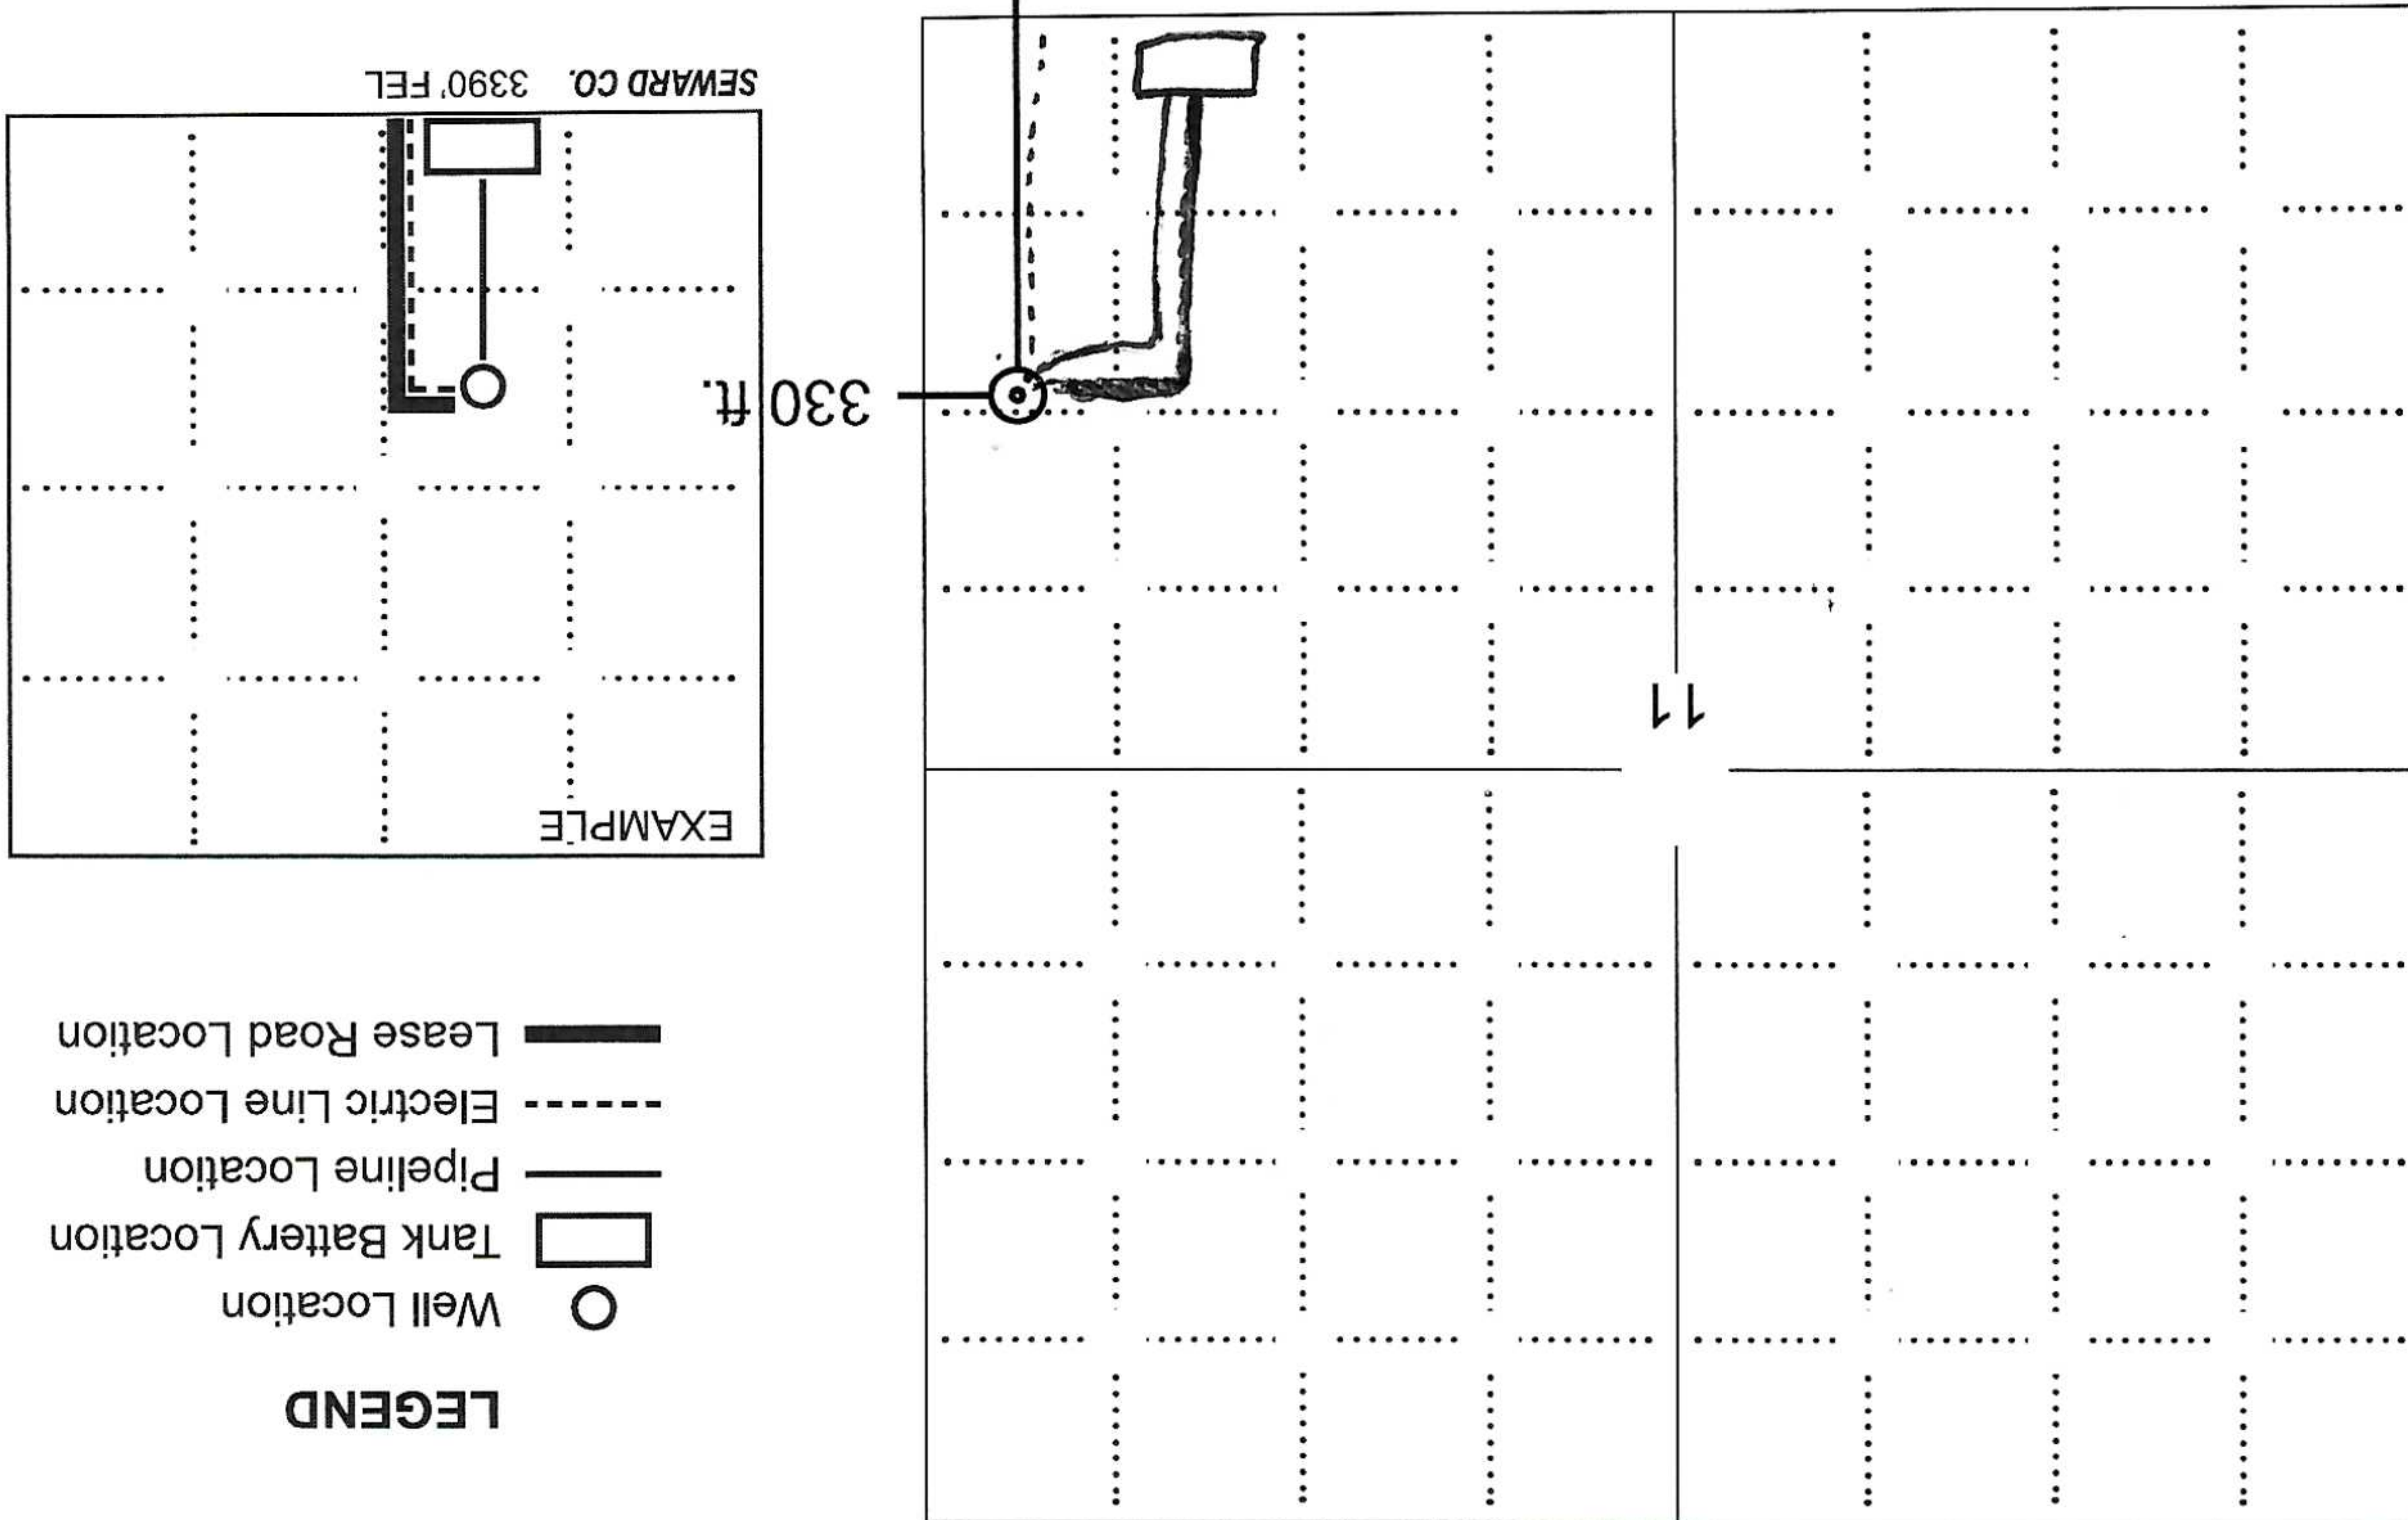 LEGEND
Well Location
Tank Battery Location
Pipeline Location
Electric Line Location
Lease Road Location
EXAMPLE
11
330 ft.
SEWARD CO. 3390' FEL